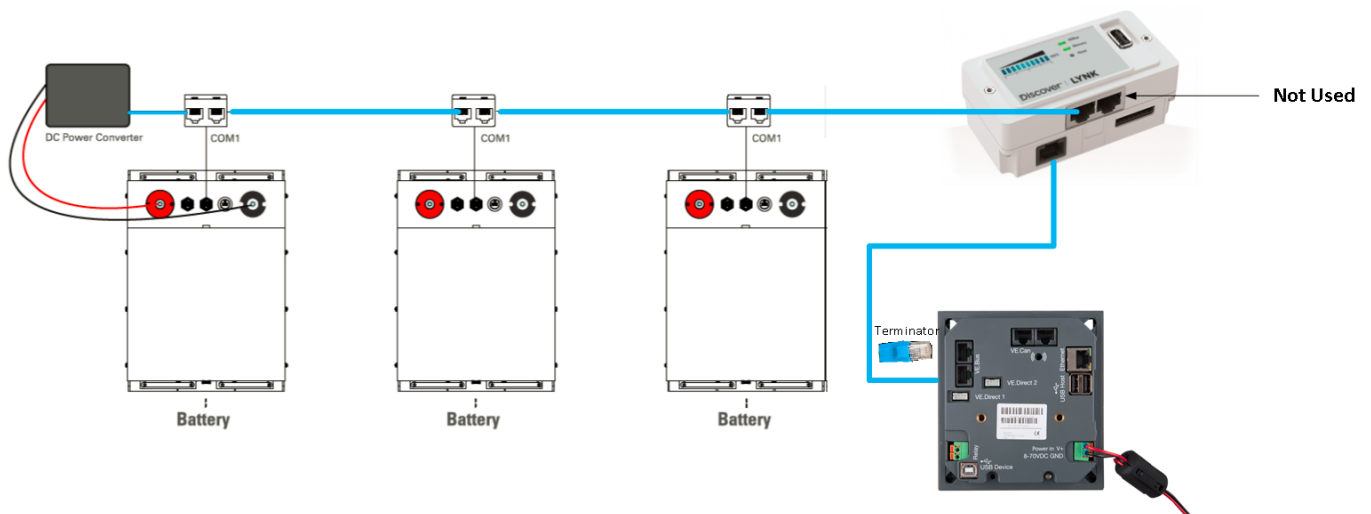 Not Used
Discover LYNK
DC Power Converter
COM1
COM1
COM1
Battery
Battery
Battery
Terminator
VE.Can
VE.Bus
Ethernet
USB Host
VE.Direct 2
VE.Direct 1
Relay
USB Device
Power in V+
8-70VDC GND